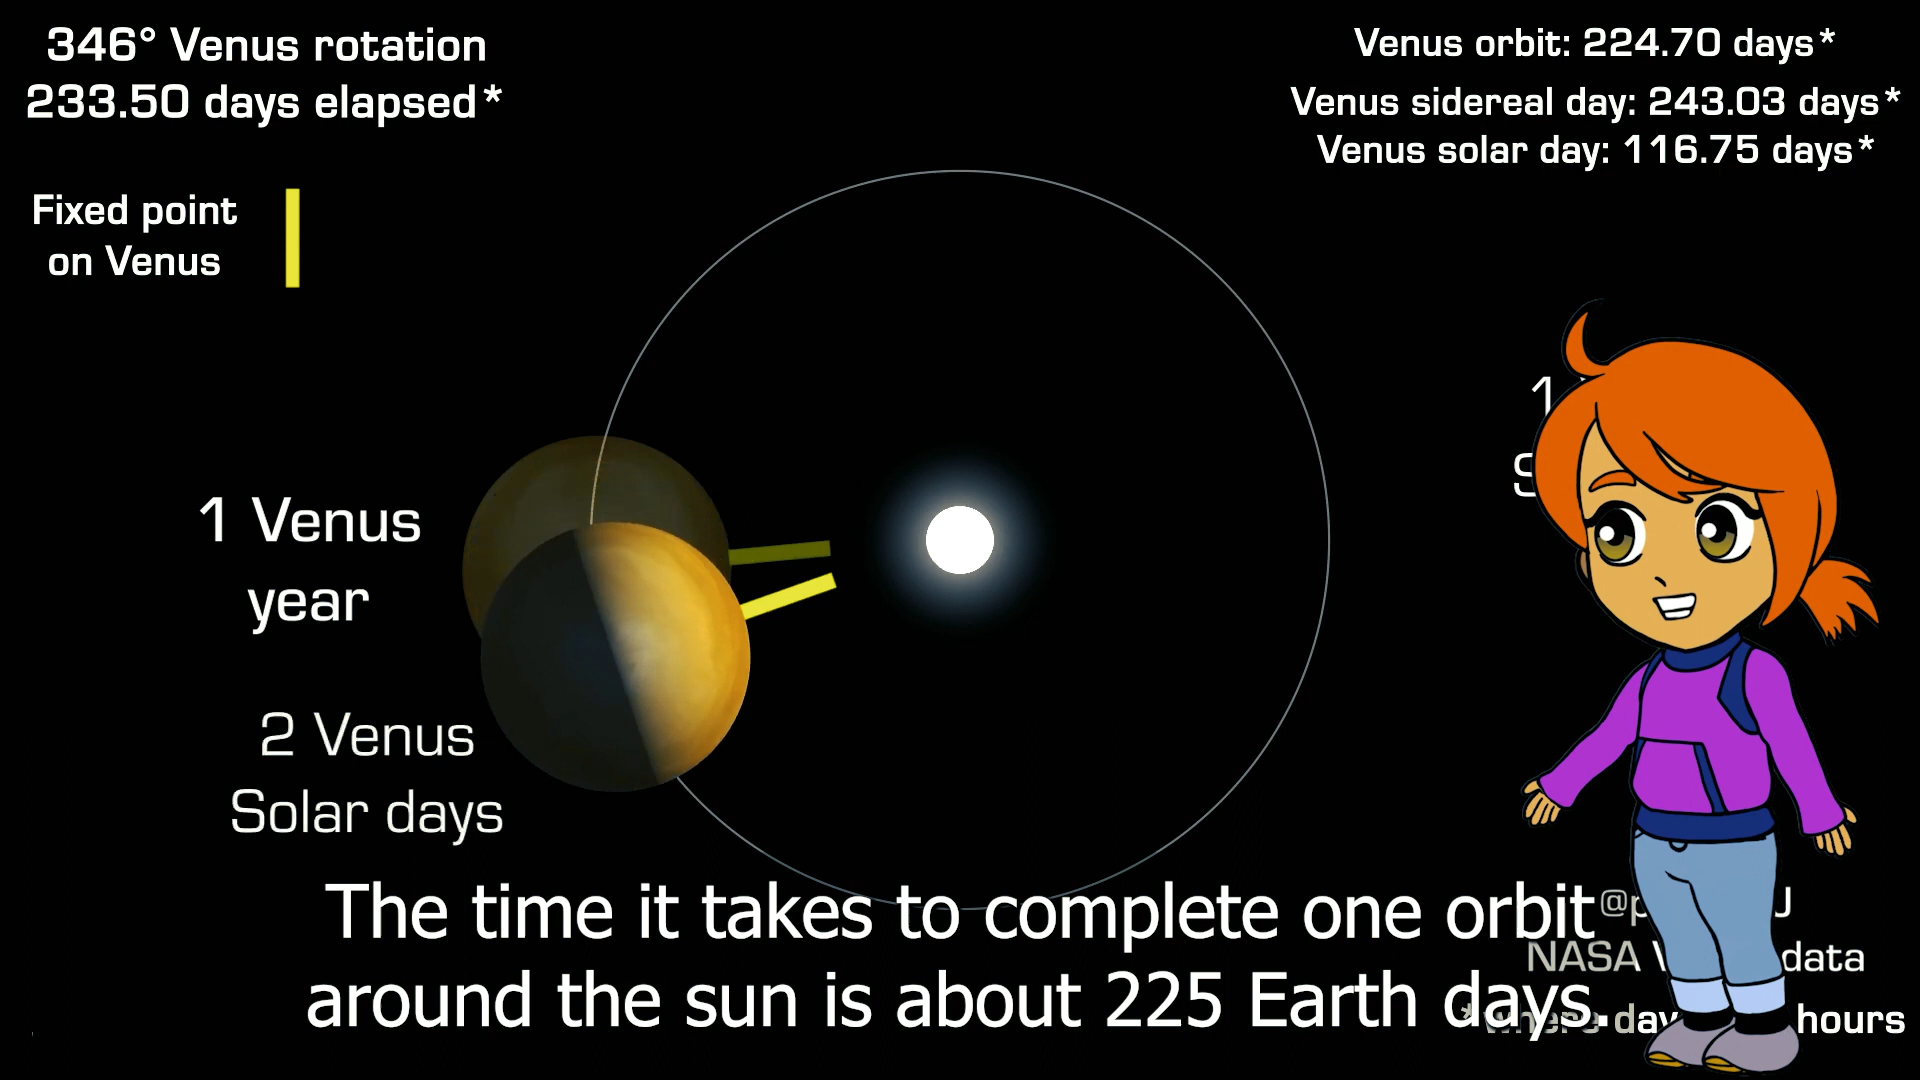 346° Venus rotation
233.50 days elapsed*
Venus orbit: 224.70 days*
Venus sidereal day: 243.03 days*
Venus solar day: 116.75 days*
Fixed point
on Venus
1
S
1 Venus
year
2 Venus
Solar days
The time it takes to complete one orbit
around the sun is about 225 Earth days.
NASA data
*where hours